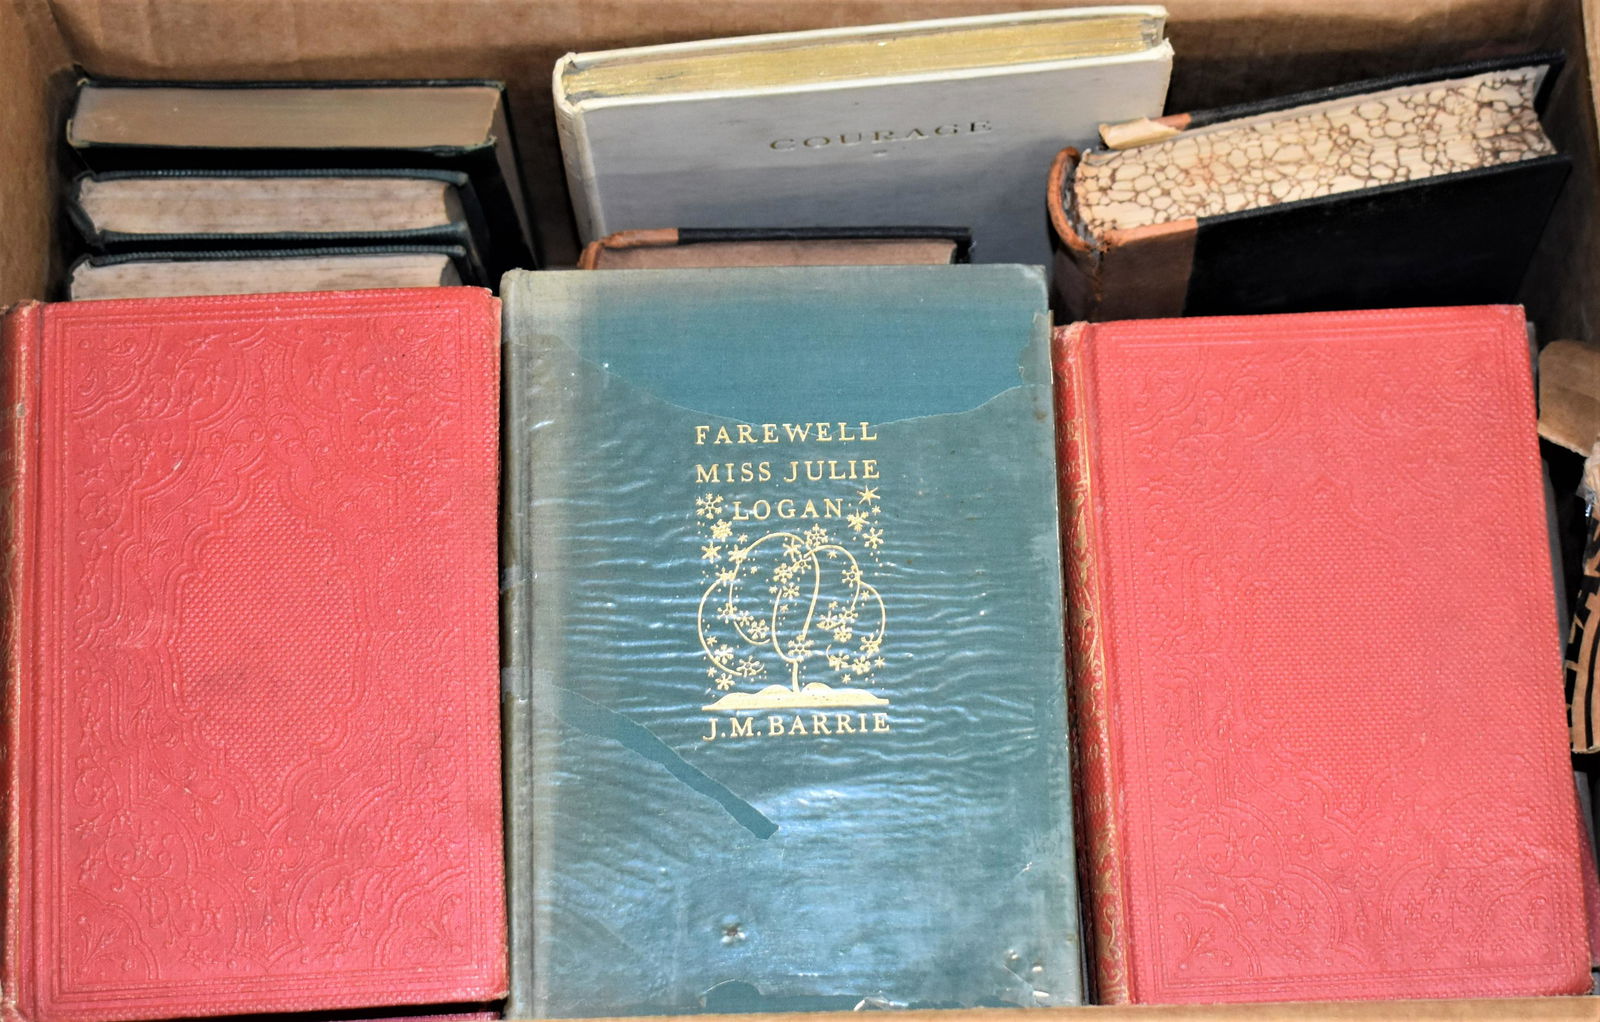 COURAGE
FAREWELL
MISS JULIE
LOGAN
J.M. BARRIE